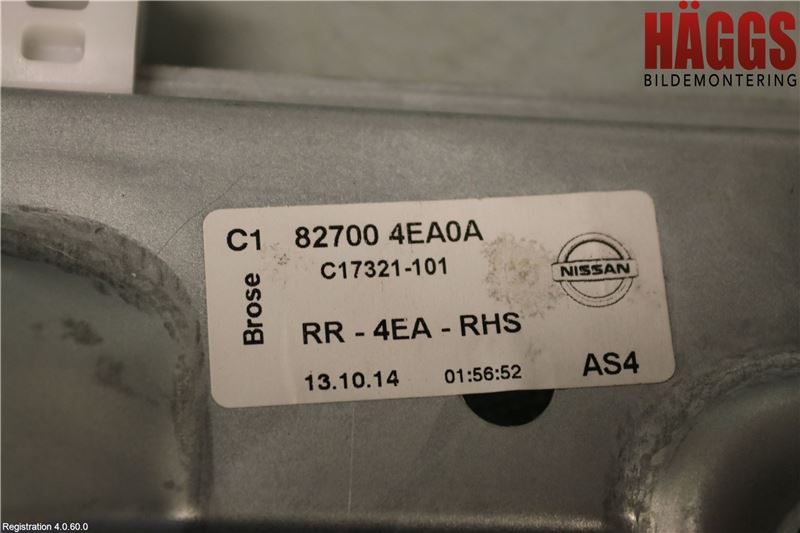 HÄGGS
BILDEMONTERING
C1 82700 4EA0A
C17321-101
NISSAN
Brose
RR - 4EA - RHS
13.10.14 01:56:52 AS4
Registration 4.0.60.0